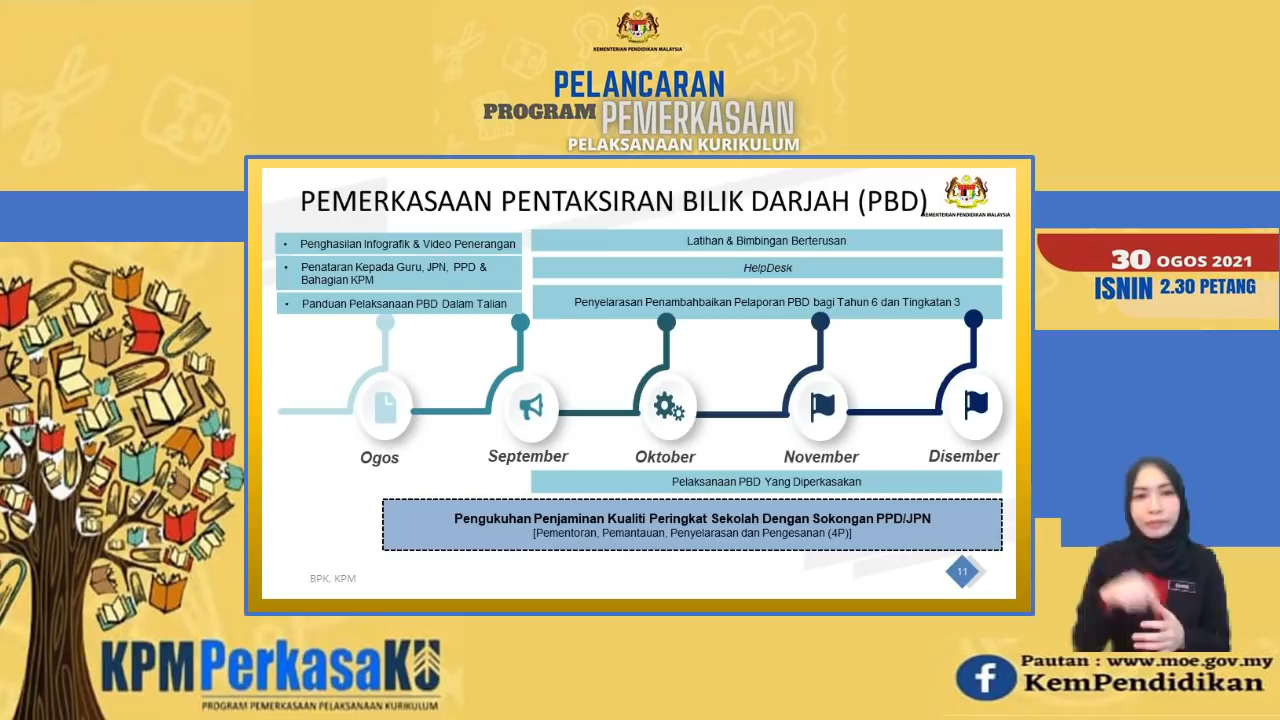 KEMENTERIAN PENDIDIKAN MALAYSIA
PELANCARAN
PROGRAM PEMERKASAAN
PELAKSANAAN KURIKULUM
PEMERKASAAN PENTAKSIRAN BILIK DARJAH (PBD)
KEMENTERIAN PENDIDIKAN MALAYSIA
• Penghasilan Infografik & Video Penerangan
• Penataran Kepada Guru, JPN, PPD &
Bahagian KPM
• Panduan Pelaksanaan PBD Dalam Talian
Latihan & Bimbingan Berterusan
HelpDesk
Penyelarasan Penambahbaikan Pelaporan PBD bagi Tahun 6 dan Tingkatan 3
Ogos
September
Oktober
November
Disember
Pelaksanaan PBD Yang Diperkasakan
Pengukuhan Penjaminan Kualiti Peringkat Sekolah Dengan Sokongan PPD/JPN
[Pementoran, Pemantauan, Penyelarasan dan Pengesanan (4P)]
BPK, KPM
11
30 OGOS 2021
ISNIN 2.30 PETANG
KPMPerkasaKU
PROGRAM PEMERKASAAN PELAKSANAAN KURIKULUM
Pautan : www.moe.gov.my
KemPendidikan